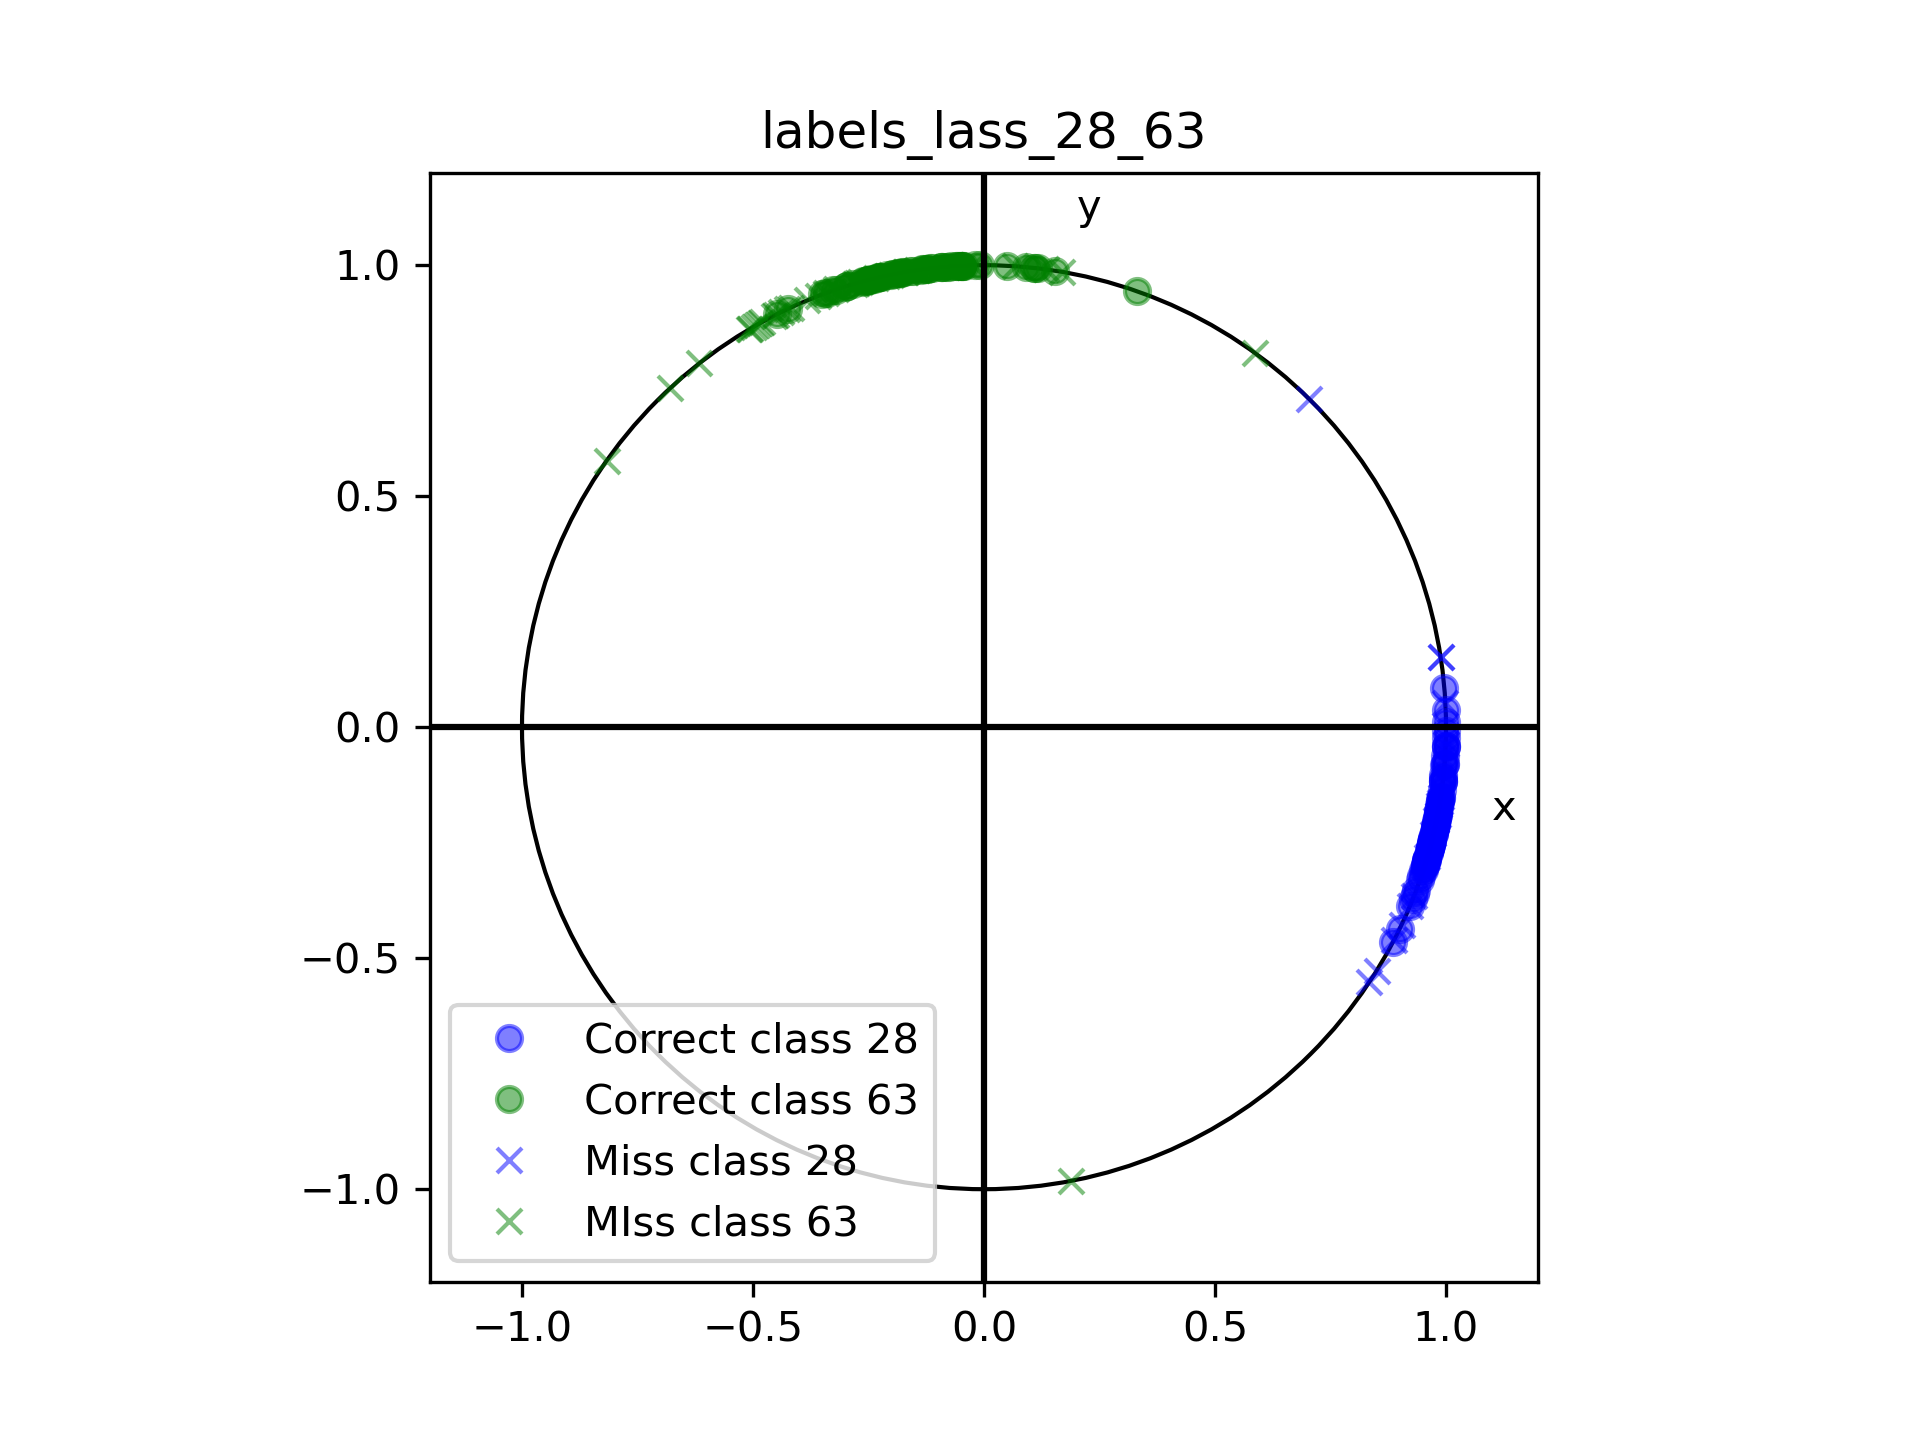 labels_lass_28_63
y
1.0
0.5
0.0
x
−0.5
−1.0
Correct class 28
Correct class 63
Miss class 28
MIss class 63
−1.0 −0.5 0.0 0.5 1.0